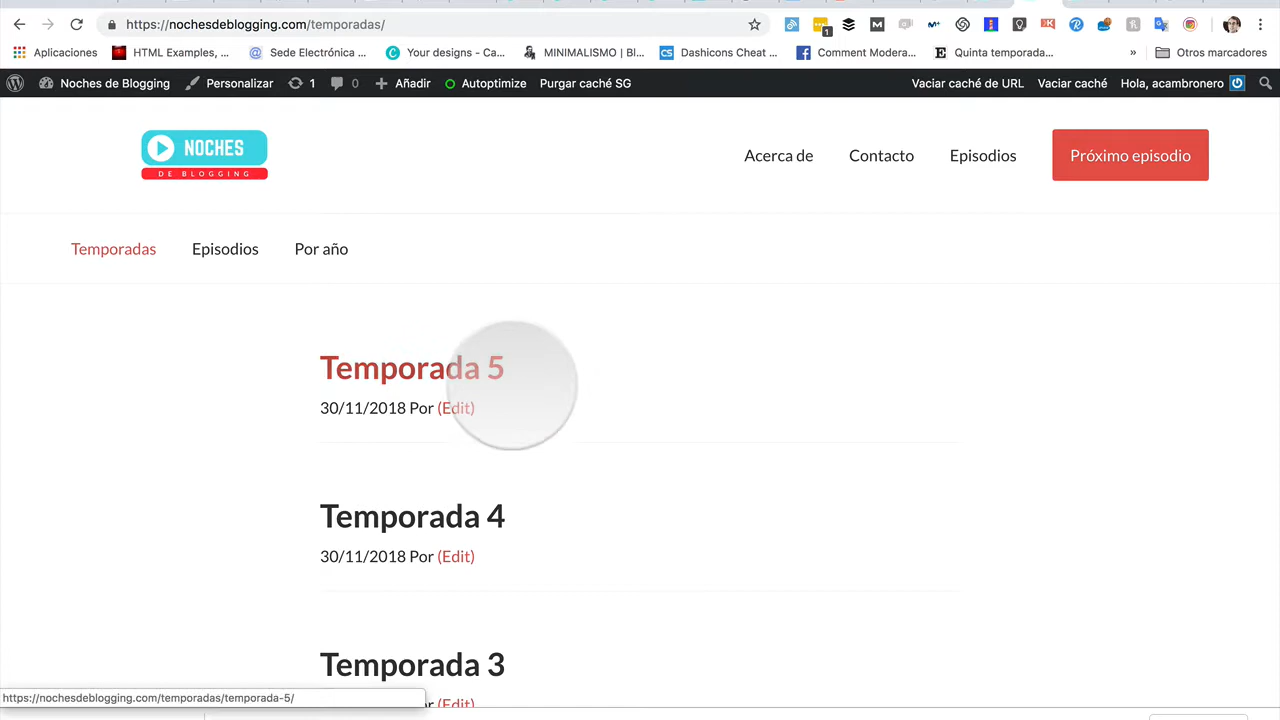 https://nochesdeblogging.com/temporadas/
1
Aplicaciones
HTML Examples, ...
Sede Electrónica ...
Your designs - Ca...
MINIMALISMO | Bl...
CS
Dashicons Cheat ...
Comment Modera...
E
Quinta temporada...
»
Otros marcadores
Noches de Blogging
Personalizar
1
0
Añadir
Autoptimize
Purgar caché SG
Vaciar caché de URL
Vaciar caché
Hola, acambronero
NOCHES
DE BLOGGING
Acerca de
Contacto
Episodios
Próximo episodio
Temporadas
Episodios
Por año
Temporada 5
30/11/2018 Por (Edit)
Temporada 4
30/11/2018 Por (Edit)
Temporada 3
(Edit)
https://nochesdeblogging.com/temporadas/temporada-5/